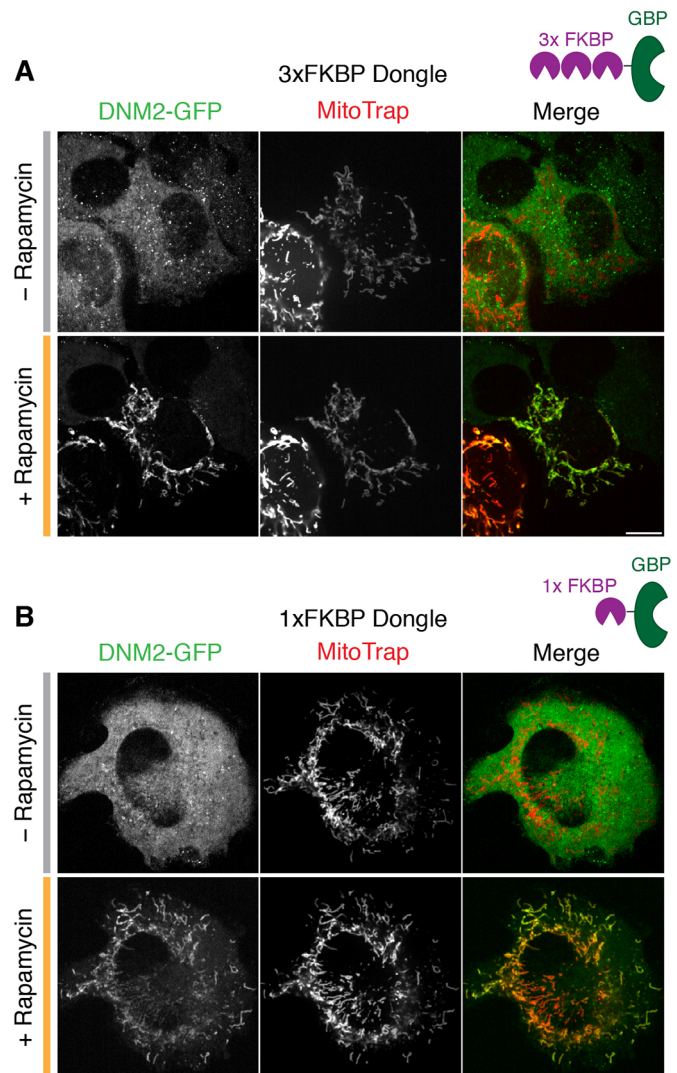 GBP
3x FKBP
A
3xFKBP Dongle
DNM2-GFP MitoTrap Merge
– Rapamycin
+ Rapamycin
GBP
1x FKBP
B
1xFKBP Dongle
DNM2-GFP MitoTrap Merge
– Rapamycin
+ Rapamycin